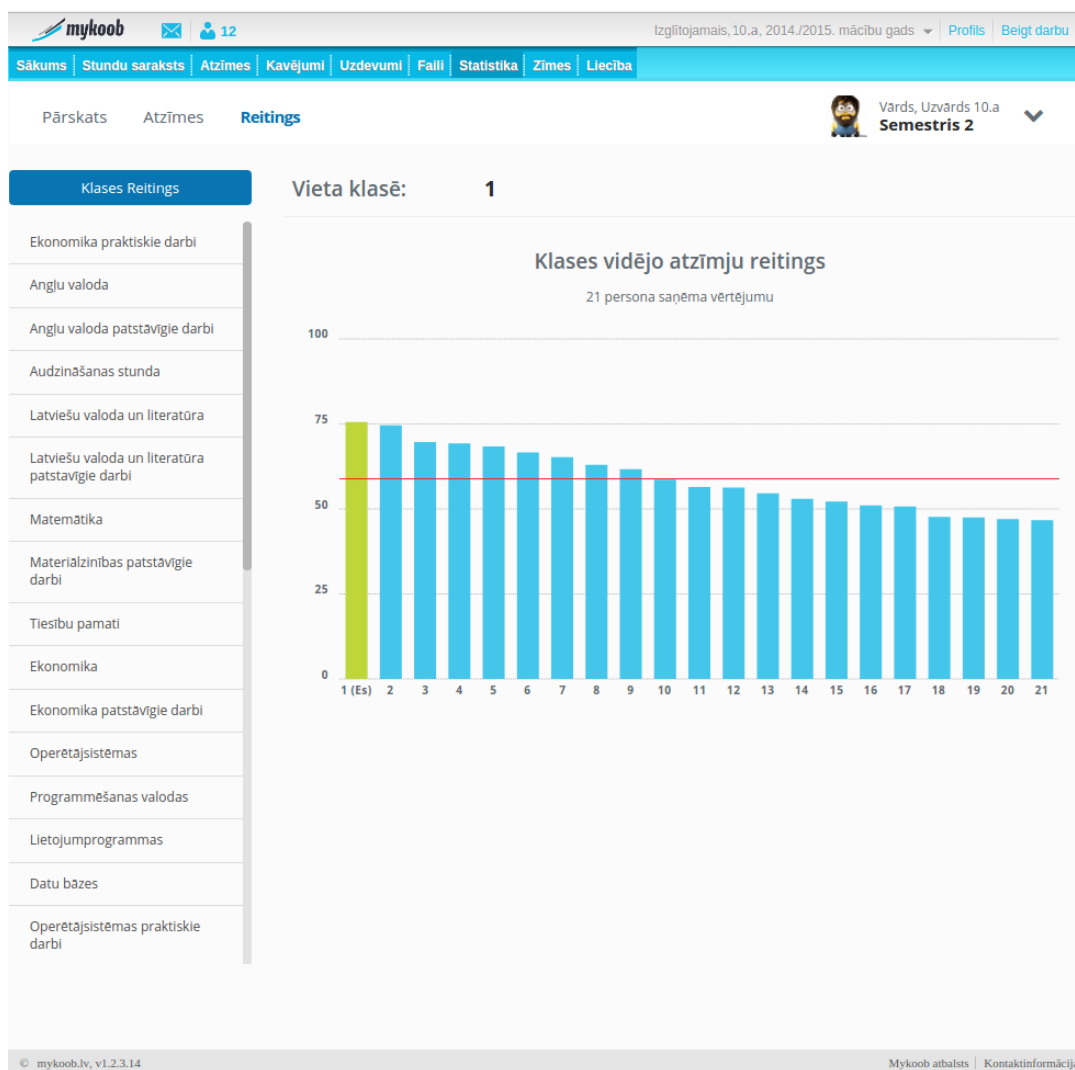 mykoob
12
Izglītojamais,10.a, 2014./2015. mācību gads
Profils
Beigt darbu
Sākums
Stundu saraksts
Atzīmes
Kavējumi
Uzdevumi
Faili
Statistika
Zīmes
Liecība
Pārskats
Atzīmes
Reitings
Vārds, Uzvārds 10.a
Semestris 2
Klases Reitings
Ekonomika praktiskie darbi
Angļu valoda
Angļu valoda patstāvīgie darbi
Audzināšanas stunda
Latviešu valoda un literatūra
Latviešu valoda un literatūra
patstavīgie darbi
Matemātika
Materiālzinības patstāvīgie
darbi
Tiesību pamati
Ekonomika
Ekonomika patstāvīgie darbi
Operētājsistēmas
Programmēšanas valodas
Lietojumprogrammas
Datu bāzes
Operētājsistēmas praktiskie
darbi
Vieta klasē: 1
Klases vidējo atzīmju reitings
21 persona saņēma vērtējumu
100
75
50
25
0
1 (Es) 2 3 4 5 6 7 8 9 10 11 12 13 14 15 16 17 18 19 20 21
© mykoob.lv, v1.2.3.14
Mykoob atbalsts
Kontaktinformācija